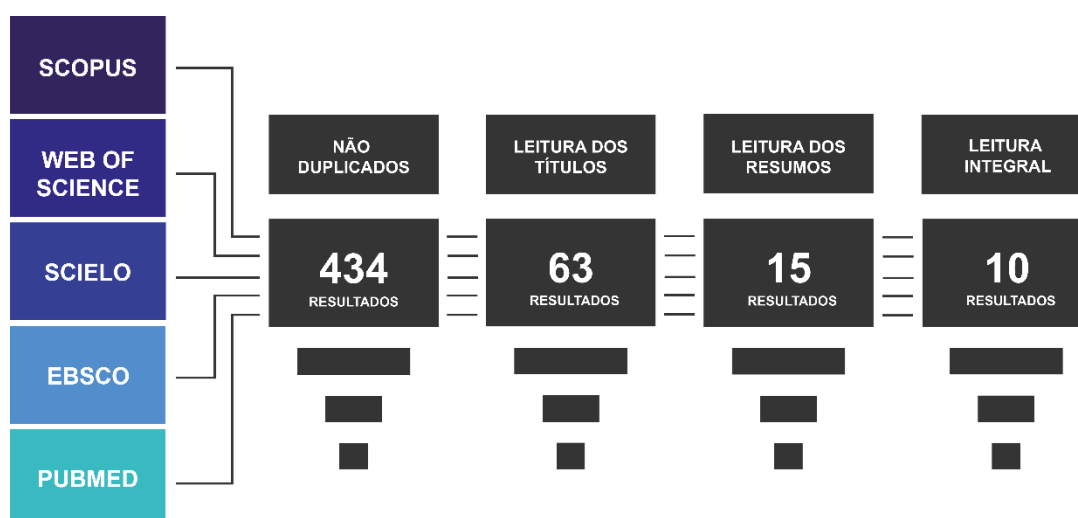 SCOPUS
WEB OF
SCIENCE
SCIELO
EBSCO
PUBMED
NÃO
DUPLICADOS
434
RESULTADOS
LEITURA DOS
TÍTULOS
63
RESULTADOS
LEITURA DOS
RESUMOS
15
RESULTADOS
LEITURA
INTEGRAL
10
RESULTADOS